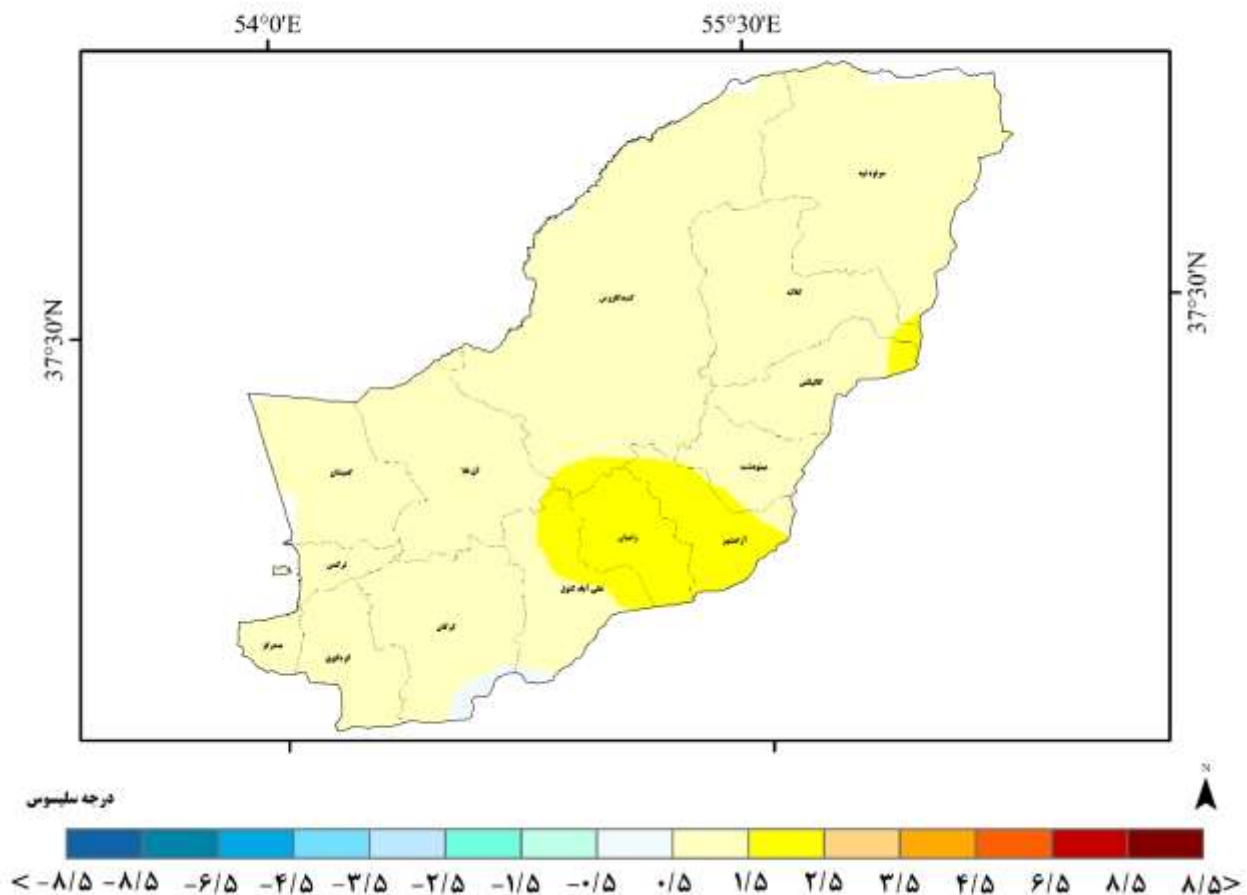 54°0'E 55°30'E
مراوه تپه
37°30'N
کلاله
گنبدکاووس
37°30'N
گالیکش
مینودشت
گمیشان
آق قلا
رامیان
آزادشهر
ترکمن
علی آباد کتول
گرگان
بندرگز
کردکوی
N
درجه سلیسوس
< -۸/۵ -۸/۵ -۶/۵ -۴/۵ -۳/۵ -۲/۵ -۱/۵ -۰/۵ ۰/۵ ۱/۵ ۲/۵ ۳/۵ ۴/۵ ۶/۵ ۸/۵ ۸/۵>